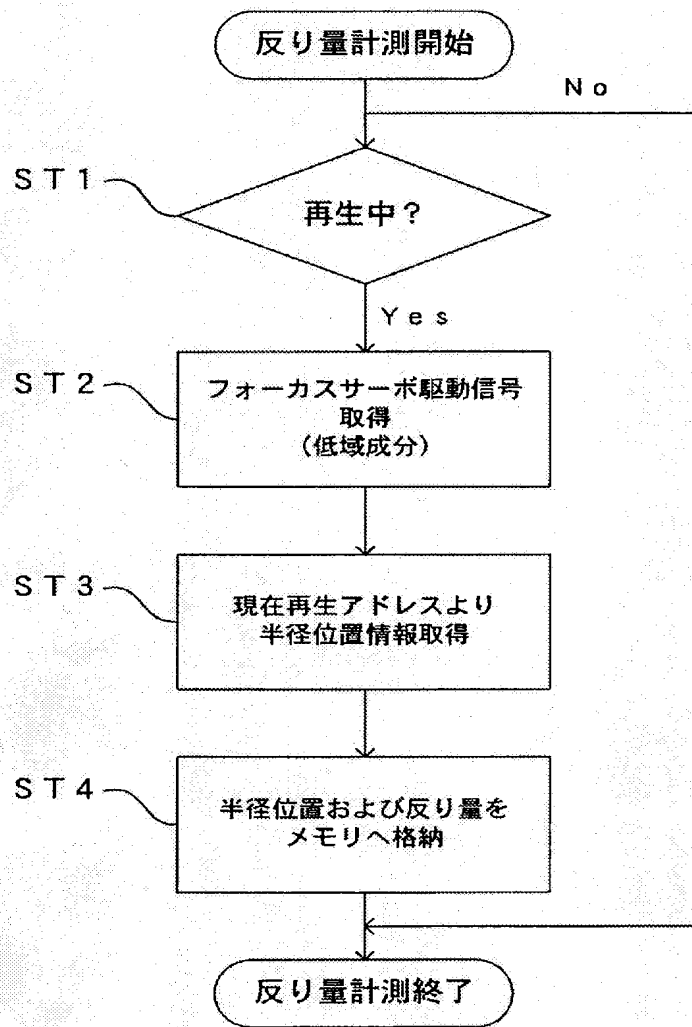 反り量計測開始
No
ST1
再生中？
Yes
ST2
フォーカスサーボ駆動信号
取得
（低域成分）
ST3
現在再生アドレスより
半径位置情報取得
ST4
半径位置および反り量を
メモリへ格納
反り量計測終了